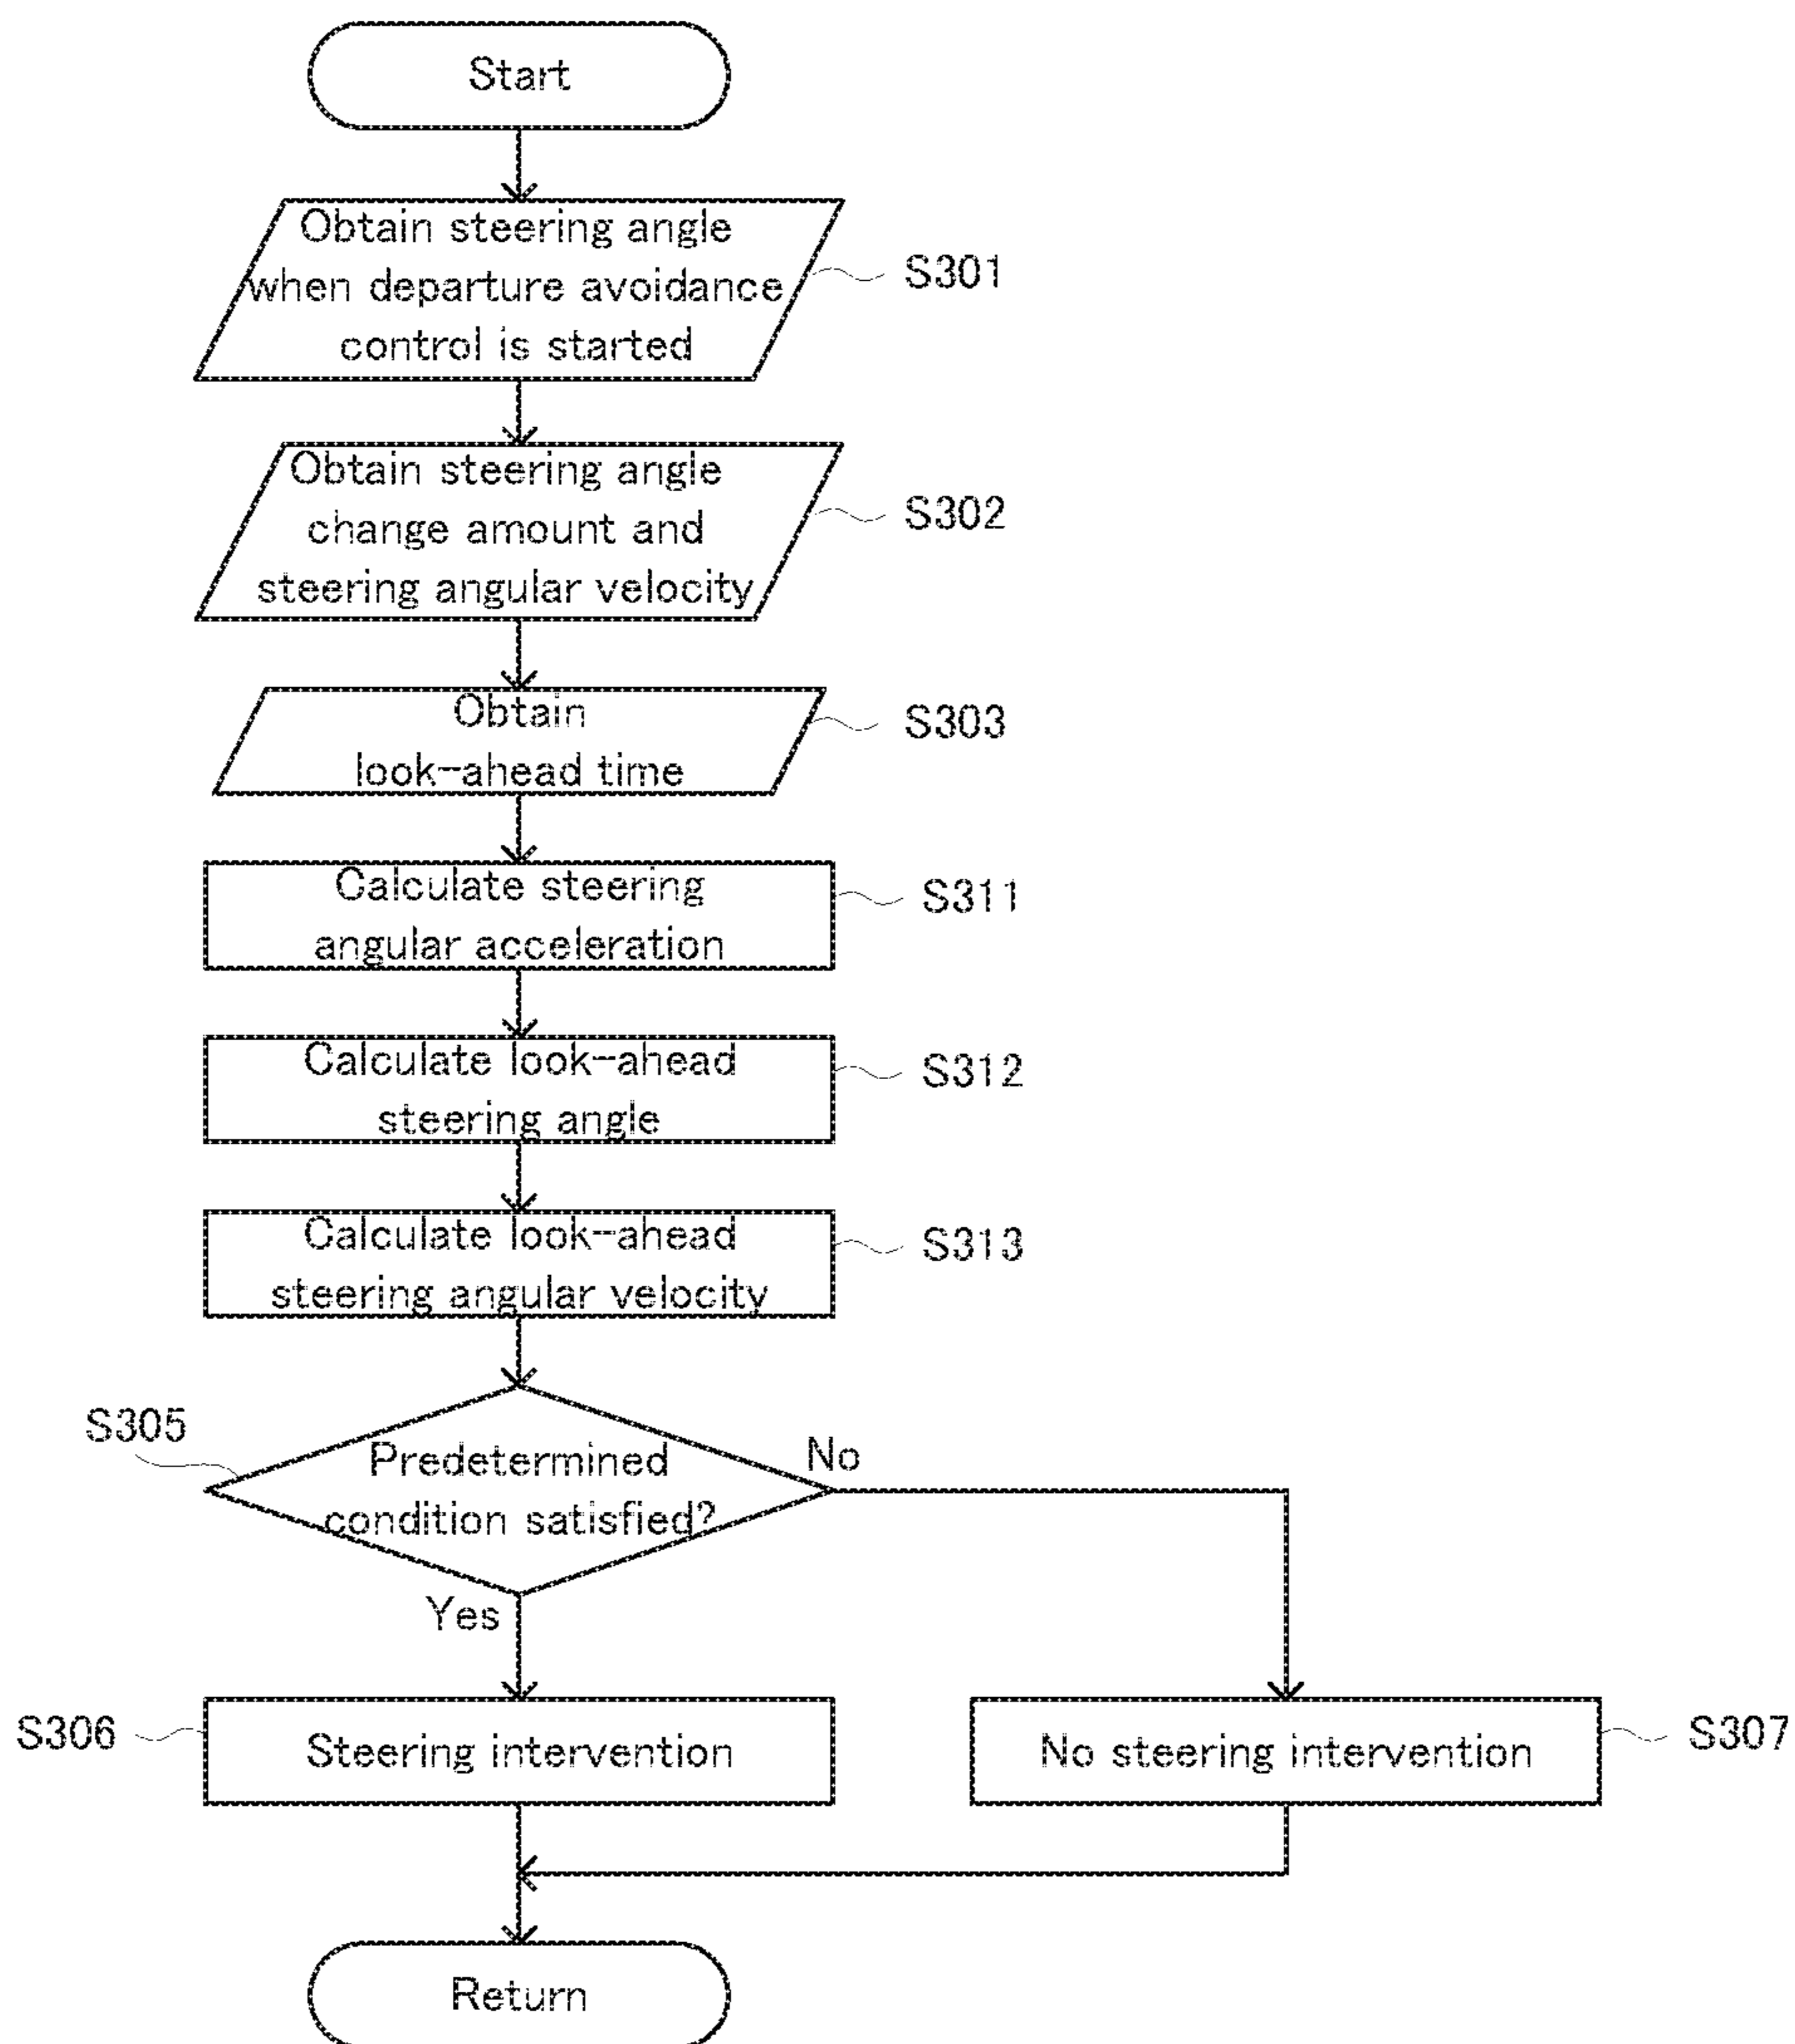 Start
Obtain steering angle
when departure avoidance
control is started
S301
Obtain steering angle
change amount and
steering angular velocity
S302
Obtain
look-ahead time
S303
Calculate steering
angular acceleration
S311
Calculate look-ahead
steering angle
S312
Calculate look-ahead
steering angular velocity
S313
S305
Predetermined
condition satisfied?
No
Yes
S306
Steering intervention
No steering intervention
S307
Return